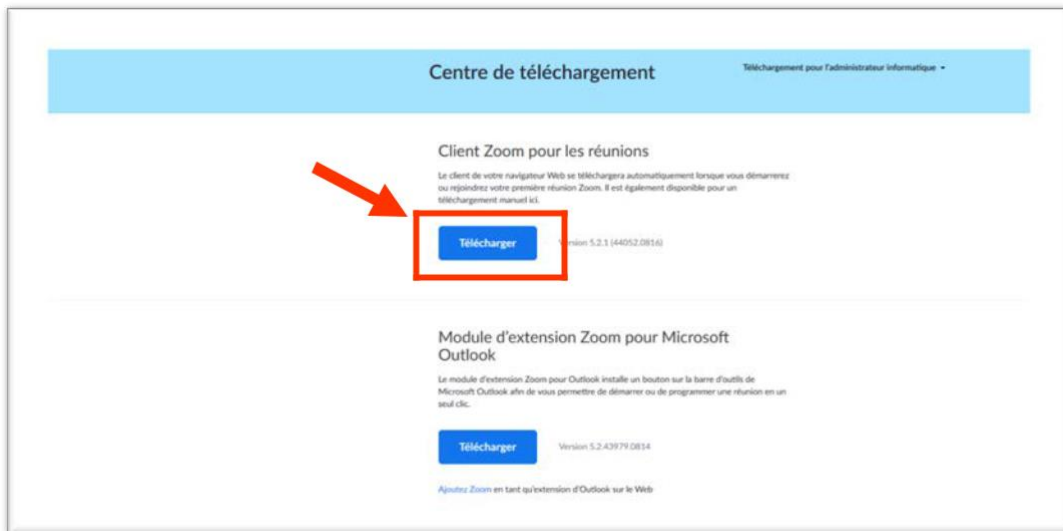 Centre de téléchargement
Téléchargement pour l'administrateur informatique
Client Zoom pour les réunions
Le client de votre navigateur Web se téléchargera automatiquement lorsque vous démarrerez
ou rejoindrez votre première réunion Zoom. Il est également disponible pour un
téléchargement manuel ici.
Télécharger
Version 5.2.1 (44052.0816)
Module d'extension Zoom pour Microsoft
Outlook
Le module d'extension Zoom pour Outlook installe un bouton sur la barre d'outils de
Microsoft Outlook afin de vous permettre de démarrer ou de programmer une réunion en un
seul clic.
Télécharger
Version 5.2.43979.0814
Ajoutez Zoom en tant qu'extension d'Outlook sur le Web